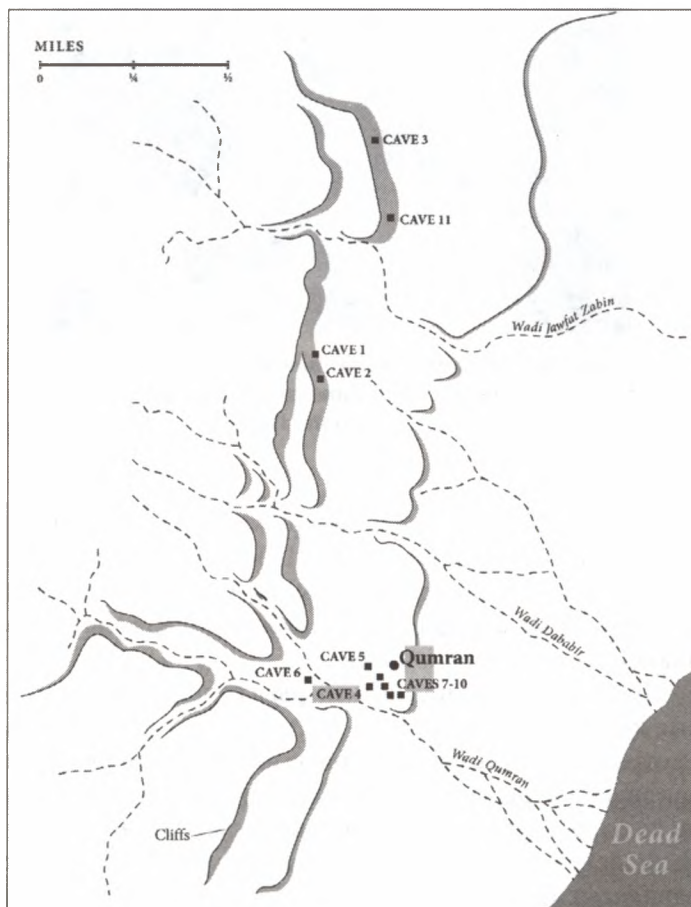 MILES
0 ¼ ½
CAVE 3
CAVE 11
Wadi Jawfat Zabin
CAVE 1
CAVE 2
Wadi Dababir
CAVE 5
Qumran
CAVE 6
CAVE 4
CAVES 7-10
Wadi Qumran
Cliffs
Dead
Sea